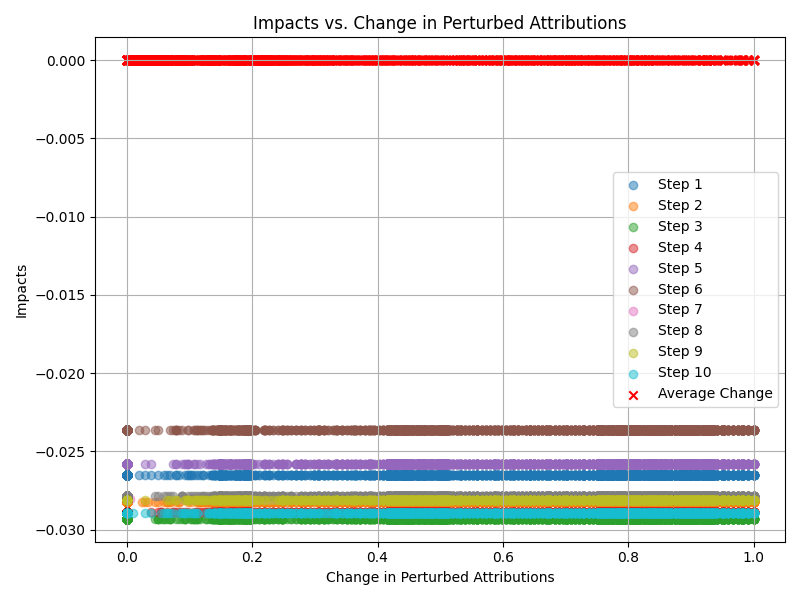 Impacts vs. Change in Perturbed Attributions
0.000
−0.005
−0.010
−0.015
−0.020
−0.025
−0.030
Impacts
Step 1
Step 2
Step 3
Step 4
Step 5
Step 6
Step 7
Step 8
Step 9
Step 10
Average Change
0.0 0.2 0.4 0.6 0.8 1.0
Change in Perturbed Attributions